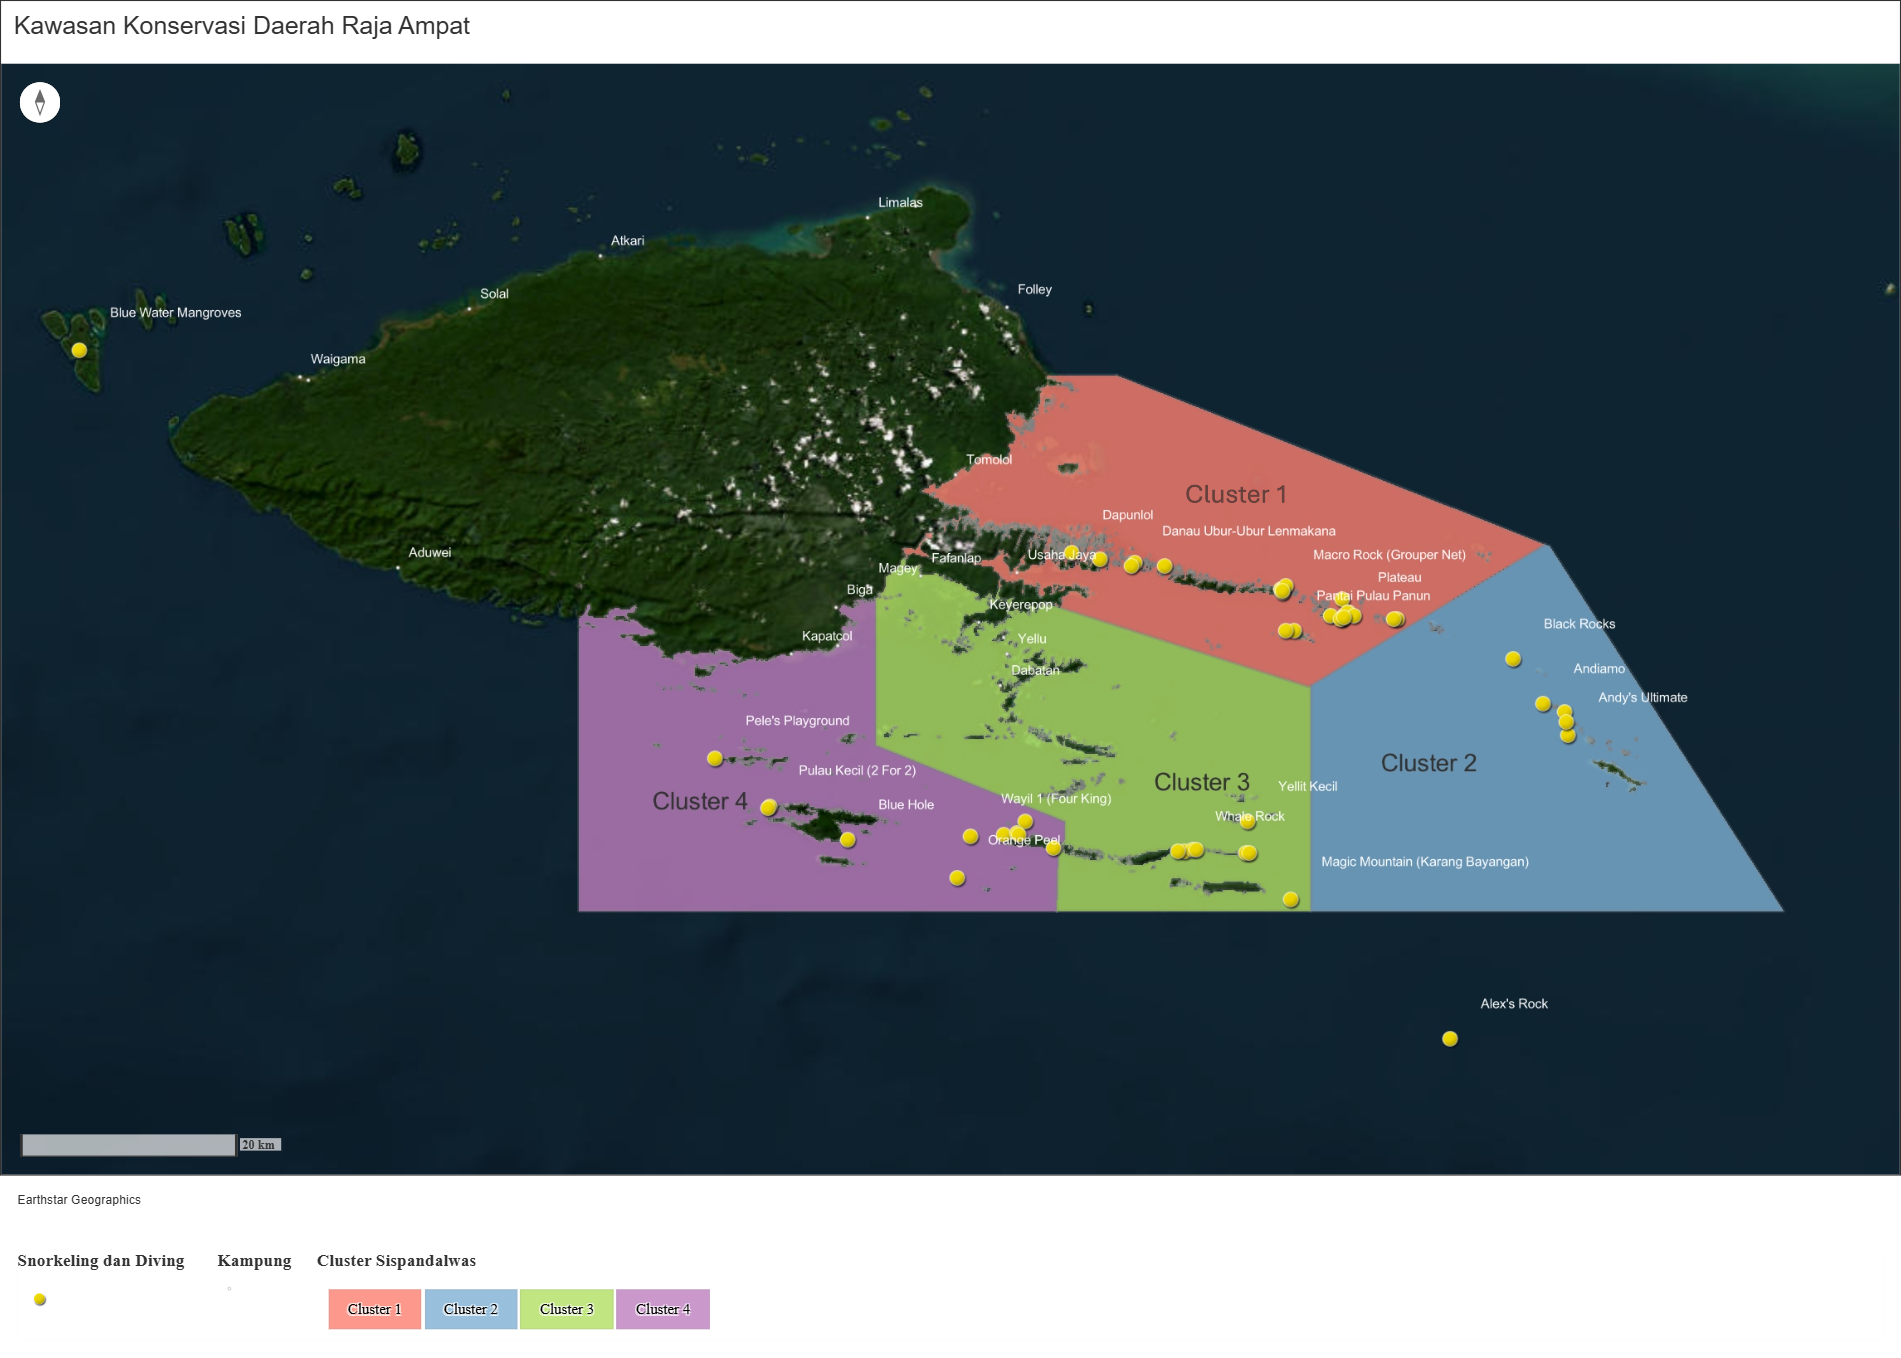 Kawasan Konservasi Daerah Raja Ampat
Limalas
Atkari
Folley
Solal
Blue Water Mangroves
Waigama
Tomolol
Cluster 1
Dapunlol
Danau Ubur-Ubur Lenmakana
Aduwei
Usaha Jaya
Macro Rock (Grouper Net)
Fafanlap
Magey
Plateau
Biga
Pantai Pulau Panun
Keyerepop
Black Rocks
Kapatcol
Yellu
Andiamo
Dabatan
Andy's Ultimate
Pele's Playground
Cluster 2
Pulau Kecil (2 For 2)
Cluster 3
Yellit Kecil
Cluster 4
Blue Hole
Wayil 1 (Four King)
Whale Rock
Orange Peel
Magic Mountain (Karang Bayangan)
Alex's Rock
20 km
Earthstar Geographics
Snorkeling dan Diving
Kampung
Cluster Sispandalwas
Cluster 1
Cluster 2
Cluster 3
Cluster 4